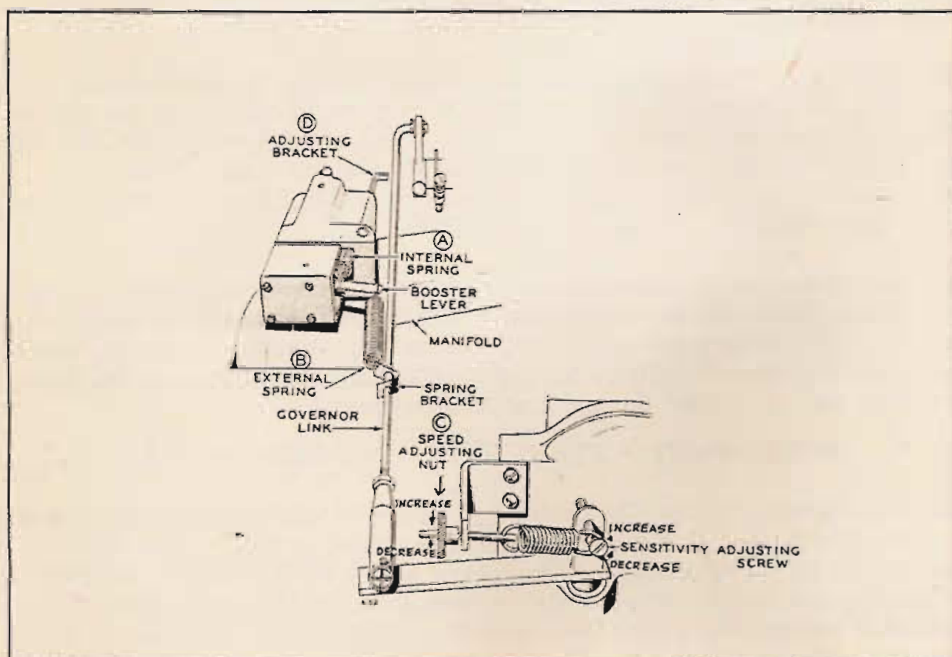 D
ADJUSTING
BRACKET
A
INTERNAL
SPRING
BOOSTER
LEVER
MANIFOLD
B
EXTERNAL
SPRING
SPRING
BRACKET
GOVERNOR
LINK
C
SPEED
ADJUSTING
NUT
INCREASE
DECREASE
INCREASE
SENSITIVITY ADJUSTING
SCREW
DECREASE